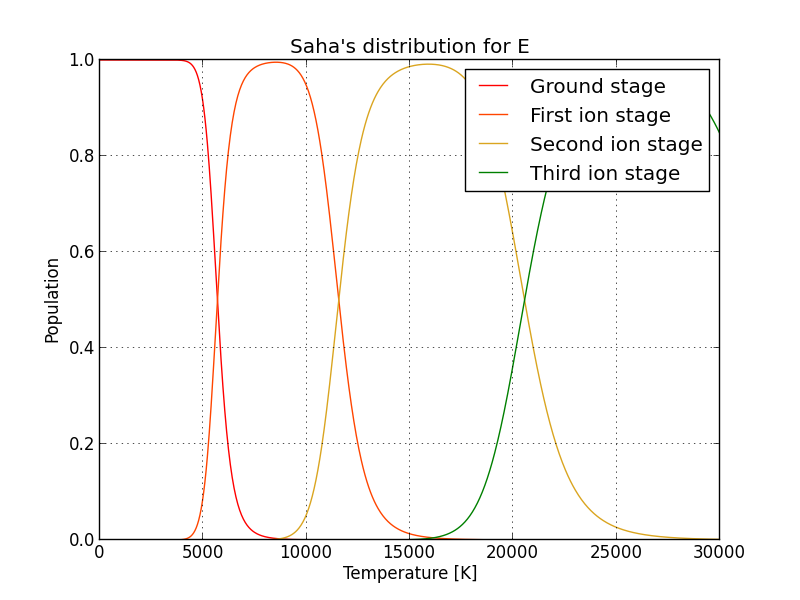 Saha's distribution for E
Ground stage
First ion stage
Second ion stage
Third ion stage
1.0
0.8
0.6
0.4
0.2
0.0
Population
0 5000 10000 15000 20000 25000 30000
Temperature [K]